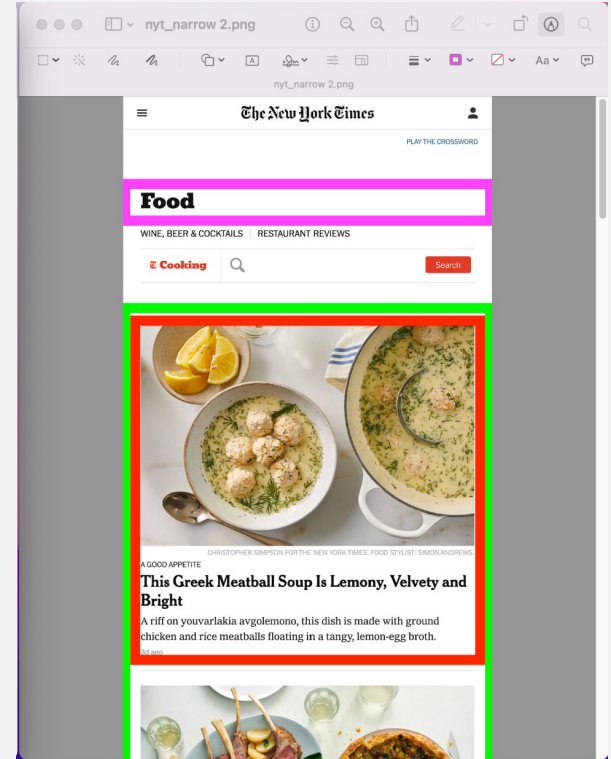 nyt_narrow 2.png
Aa
nyt_narrow 2.png
The New York Times
PLAY THE CROSSWORD
Food
WINE, BEER & COCKTAILS RESTAURANT REVIEWS
T Cooking
Search
CHRISTOPHER SIMPSON FOR THE NEW YORK TIMES. FOOD STYLIST: SIMON ANDREWS.
A GOOD APPETITE
This Greek Meatball Soup Is Lemony, Velvety and
Bright
A riff on youvarlakia avgolemono, this dish is made with ground
chicken and rice meatballs floating in a tangy, lemon-egg broth.
3d ago